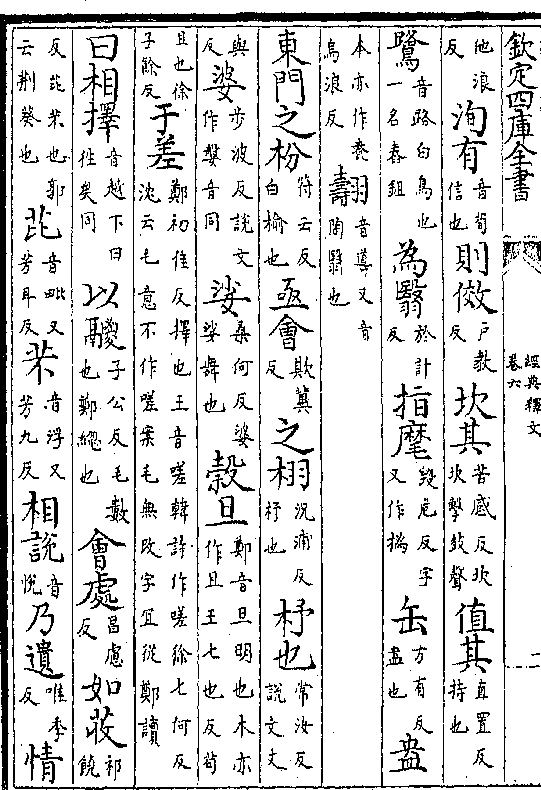 欽定四庫全書 經典釋文 卷六
他浪反 洵有 音荀信也 則傚 戶教反 坎其 苦感反坎坎擊鼓聲 值其 直置反持也
鷺 音路白鳥也一名舂鉏 為翳 於計反 指麾 毀危反字又作撝 缶 方有反盎也 盎
本亦作㼜烏浪反 翿 音導又音陶翳也
東門之枌 符云反白榆也 亟會 欺冀反 之栩 況浦反杼也 杼也 常汝反說文丈
與反 婆 步波反說文作媻音同 娑 桑何反婆娑舞也 穀旦 鄭音旦明也本亦作且王七也反苟
且也徐子餘反 于差 鄭初佳反擇也王音嗟韓詩作嗟徐七何反沈云毛意不作嗟案毛無改字宜從鄭讀
曰相擇 音越下曰往矣同 以鬷 子公反毛數也鄭緫也 會處 昌慮反 如荍 祁饒
反芘芣也郭云荊葵也 芘 音毗又芳耳反 芣 音浮又芳九反 相說 音悅 乃遺 唯季反 情